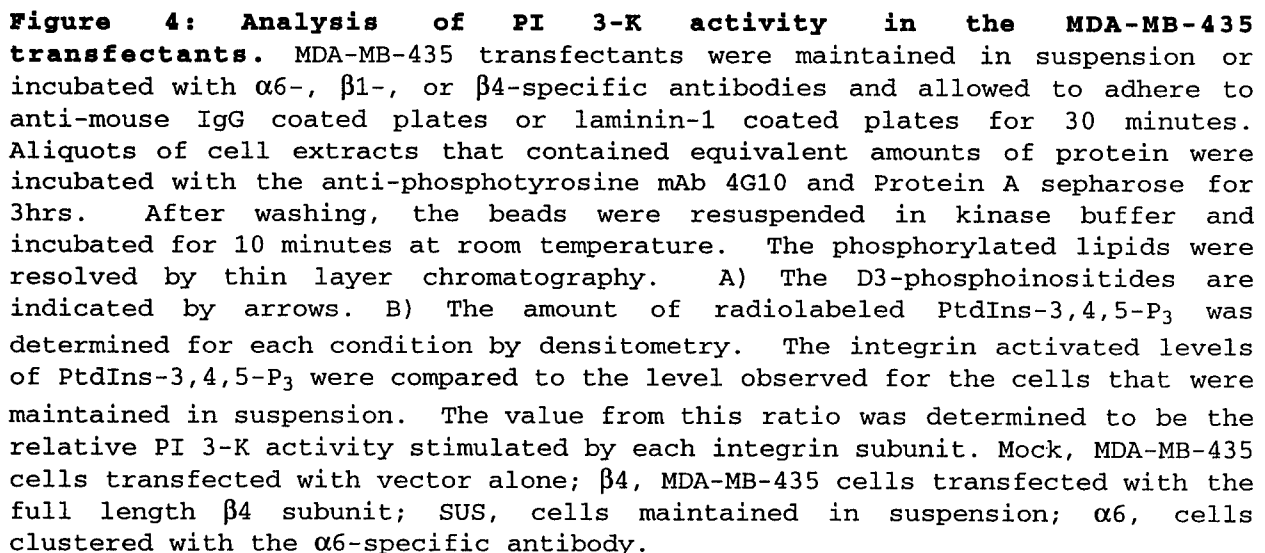 Figure 4: Analysis of PI 3-K activity in the MDA-MB-435
transfectants. MDA-MB-435 transfectants were maintained in suspension or
incubated with α6-, β1-, or β4-specific antibodies and allowed to adhere to
anti-mouse IgG coated plates or laminin-1 coated plates for 30 minutes.
Aliquots of cell extracts that contained equivalent amounts of protein were
incubated with the anti-phosphotyrosine mAb 4G10 and Protein A sepharose for
3hrs. After washing, the beads were resuspended in kinase buffer and
incubated for 10 minutes at room temperature. The phosphorylated lipids were
resolved by thin layer chromatography. A) The D3-phosphoinositides are
indicated by arrows. B) The amount of radiolabeled PtdIns-3,4,5-P₃ was
determined for each condition by densitometry. The integrin activated levels
of PtdIns-3,4,5-P₃ were compared to the level observed for the cells that were
maintained in suspension. The value from this ratio was determined to be the
relative PI 3-K activity stimulated by each integrin subunit. Mock, MDA-MB-435
cells transfected with vector alone; β4, MDA-MB-435 cells transfected with the
full length β4 subunit; SUS, cells maintained in suspension; α6, cells
clustered with the α6-specific antibody.